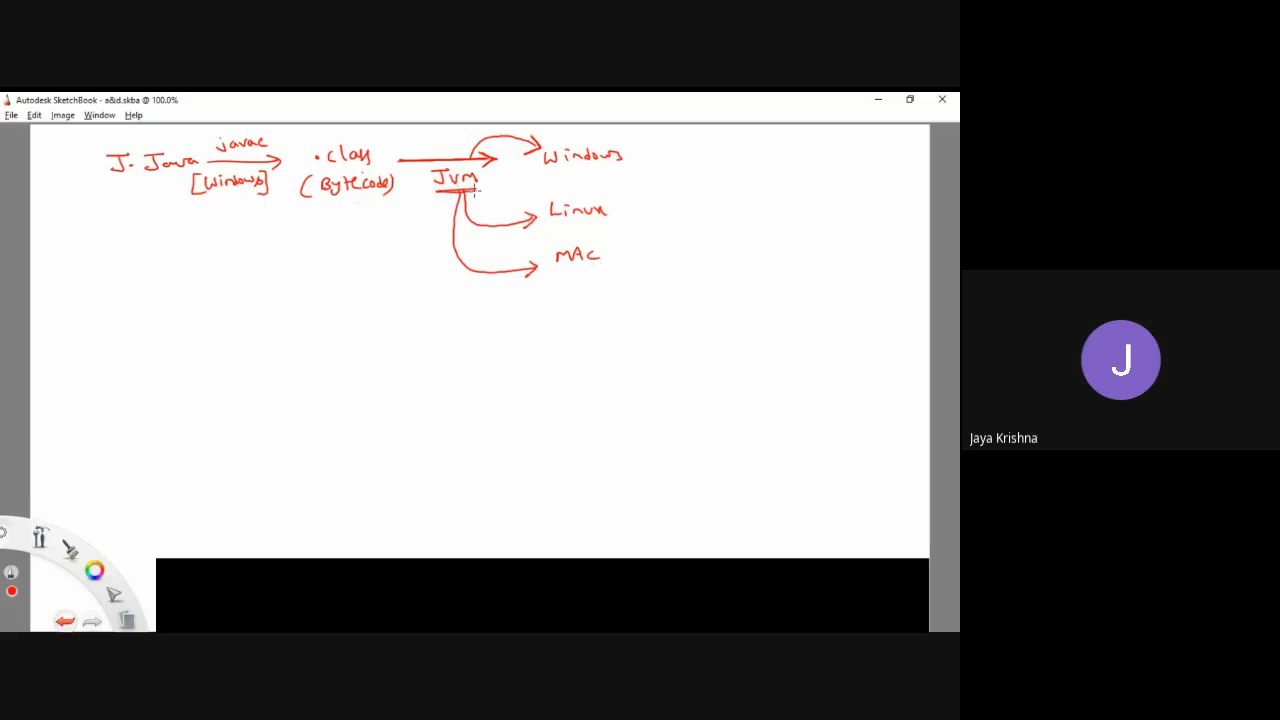 Autodesk SketchBook - a&d.skba @ 100.0%
File Edit Image Window Help
J. Java javac .class Windows
[Windows] (Bytecode) JVM
Linux
MAC
J
Jaya Krishna